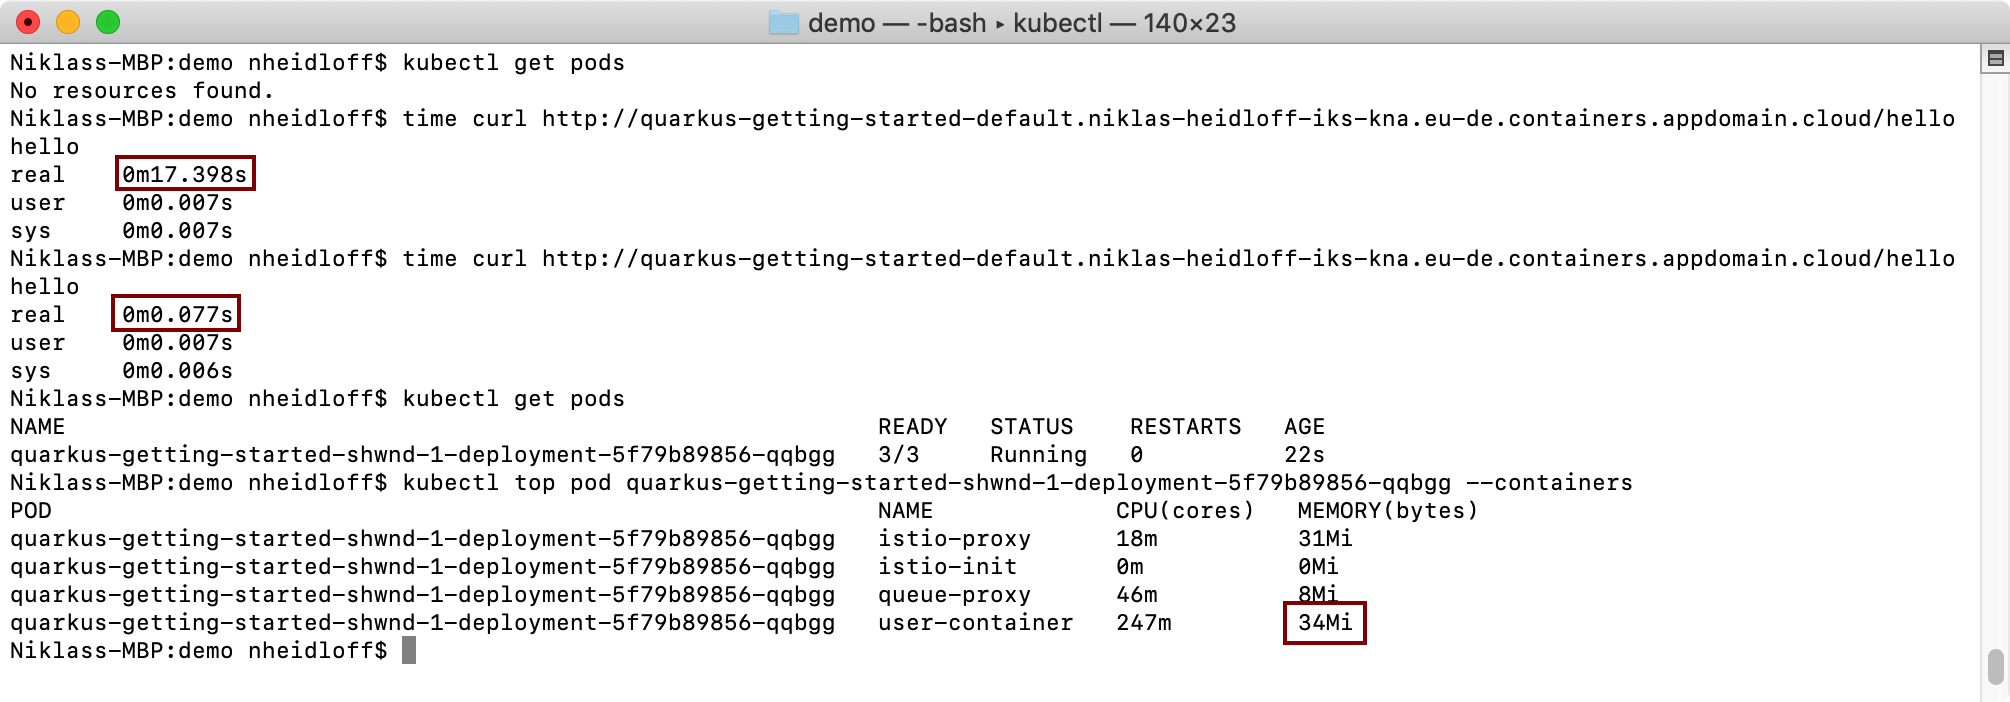 demo — -bash ▸ kubectl — 140×23
Niklass-MBP:demo nheidloff$ kubectl get pods
No resources found.
Niklass-MBP:demo nheidloff$ time curl http://quarkus-getting-started-default.niklas-heidloff-iks-kna.eu-de.containers.appdomain.cloud/hello
hello
real    0m17.398s
user    0m0.007s
sys     0m0.007s
Niklass-MBP:demo nheidloff$ time curl http://quarkus-getting-started-default.niklas-heidloff-iks-kna.eu-de.containers.appdomain.cloud/hello
hello
real    0m0.077s
user    0m0.007s
sys     0m0.006s
Niklass-MBP:demo nheidloff$ kubectl get pods
NAME                                                          READY   STATUS    RESTARTS   AGE
quarkus-getting-started-shwnd-1-deployment-5f79b89856-qqbgg   3/3     Running   0          22s
Niklass-MBP:demo nheidloff$ kubectl top pod quarkus-getting-started-shwnd-1-deployment-5f79b89856-qqbgg --containers
POD                                                           NAME             CPU(cores)   MEMORY(bytes)
quarkus-getting-started-shwnd-1-deployment-5f79b89856-qqbgg   istio-proxy      18m          31Mi
quarkus-getting-started-shwnd-1-deployment-5f79b89856-qqbgg   istio-init       0m           0Mi
quarkus-getting-started-shwnd-1-deployment-5f79b89856-qqbgg   queue-proxy      46m          8Mi
quarkus-getting-started-shwnd-1-deployment-5f79b89856-qqbgg   user-container   247m         34Mi
Niklass-MBP:demo nheidloff$